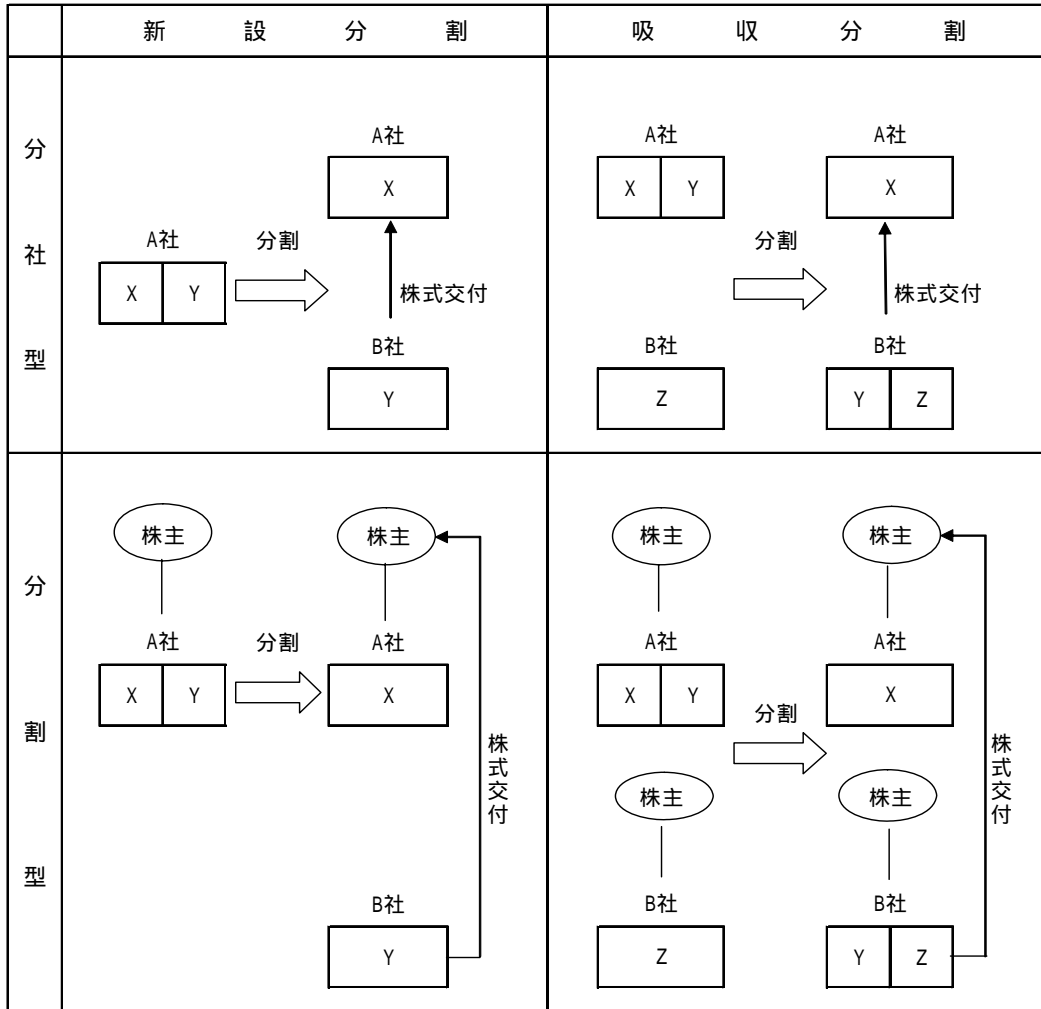 新設分割
吸収分割
分社型
A社
X Y
分割
A社
X
株式交付
B社
Y
A社
X Y
B社
Z
分割
A社
X
株式交付
B社
Y Z
分割型
株主
A社
X Y
分割
株主
A社
X
株式交付
B社
Y
株主
A社
X Y
株主
B社
Z
分割
株主
A社
X
株主
B社
Y Z
株式交付